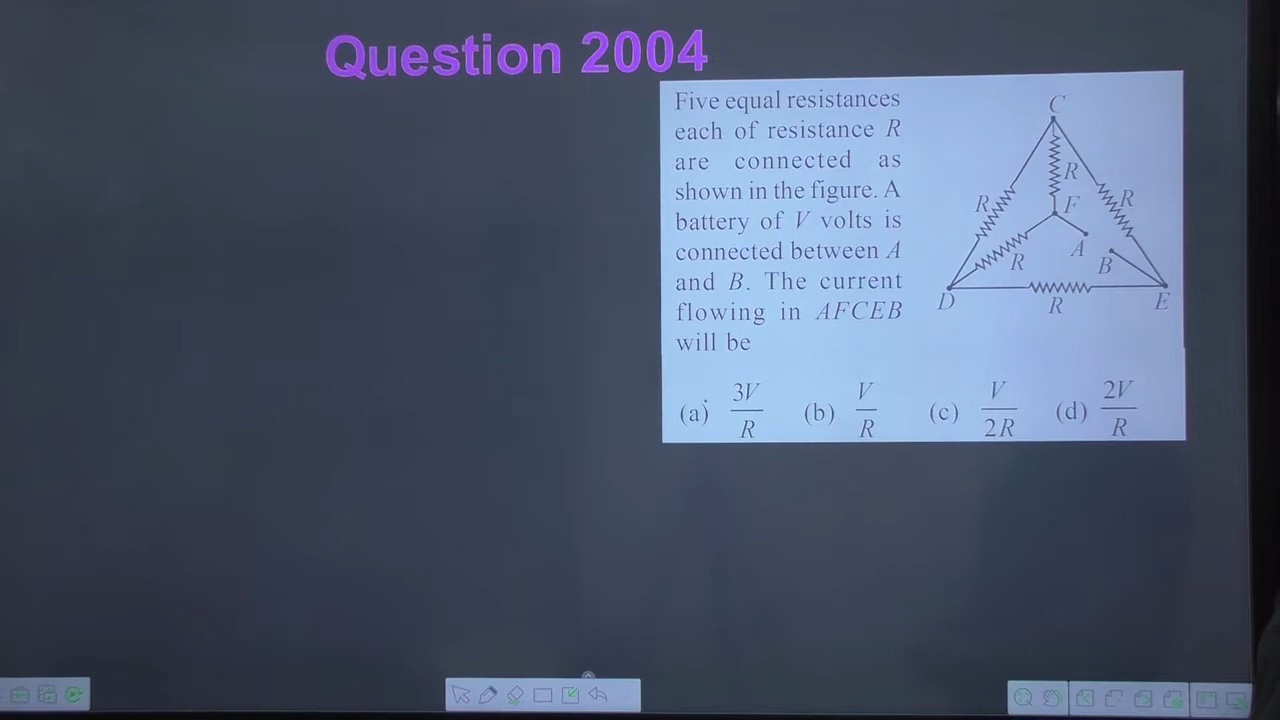 Question 2004
Five equal resistances
each of resistance R
are connected as
shown in the figure. A
battery of V volts is
connected between A
and B. The current
flowing in AFCEB
will be
C
R
R
R
F
A
B
R
D
R
E
(a) 3V/R (b) V/R (c) V/2R (d) 2V/R